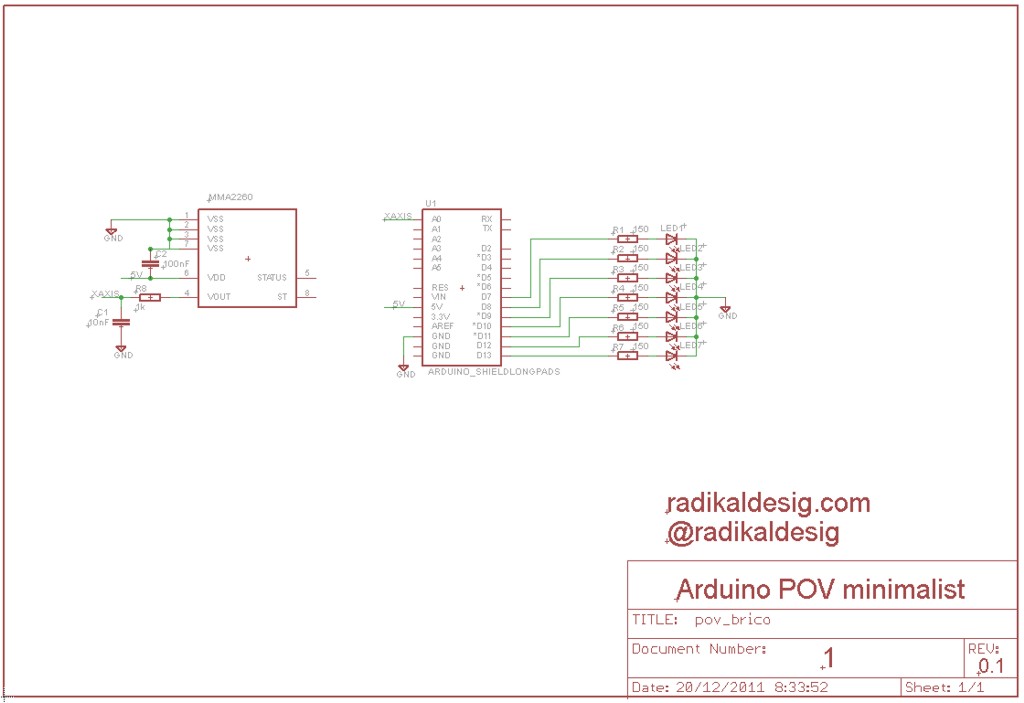 MMA2260
1 VSS
2 VSS
3 VSS
7 VSS
6 VDD STATUS 5
4 VOUT ST 8
GND
C2
100nF
5V
XAXIS
R8
1k
C1
10nF
GND
U1
XAXIS
A0 RX
A1 TX
A2
A3 D2
A4 *D3
A5 D4
*D5
RES *D6
VIN D7
5V 5V D8
3.3V *D9
AREF *D10
GND *D11
GND D12
GND D13
GND
ARDUINO_SHIELDLONGPADS
R1 150 LED1
R2 150 LED2
R3 150 LED3
R4 150 LED4
R5 150 LED5
R6 150 LED6
R7 150 LED7
GND
radikaldesig.com
@radikaldesig
Arduino POV minimalist
TITLE: pov_brico
Document Number: 1
REV: 0.1
Date: 20/12/2011 8:33:52
Sheet: 1/1